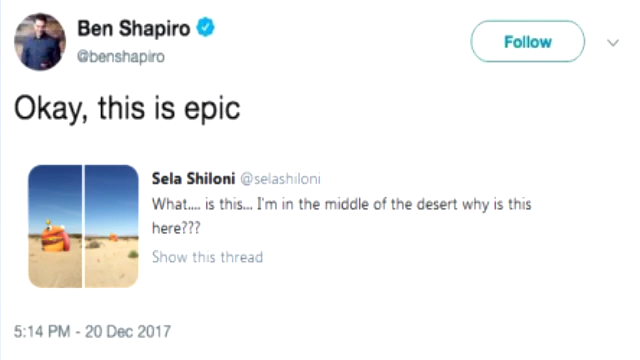 Ben Shapiro
@benshapiro
Follow
Okay, this is epic
Sela Shiloni @selashiloni
What.... is this... I'm in the middle of the desert why is this
here???
Show this thread
5:14 PM - 20 Dec 2017